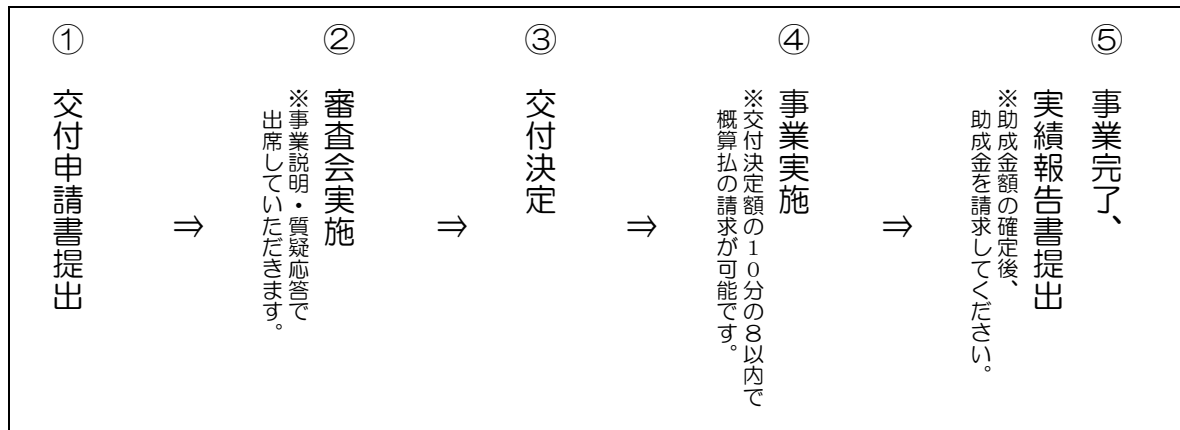 ①
交付申請書提出
⇒
②
審査会実施
※事業説明・質疑応答で
出席していただきます。
⇒
③
交付決定
⇒
④
事業実施
※交付決定額の１０分の８以内で
概算払の請求が可能です。
⇒
⑤
事業完了、
実績報告書提出
※助成金額の確定後、
助成金を請求してください。